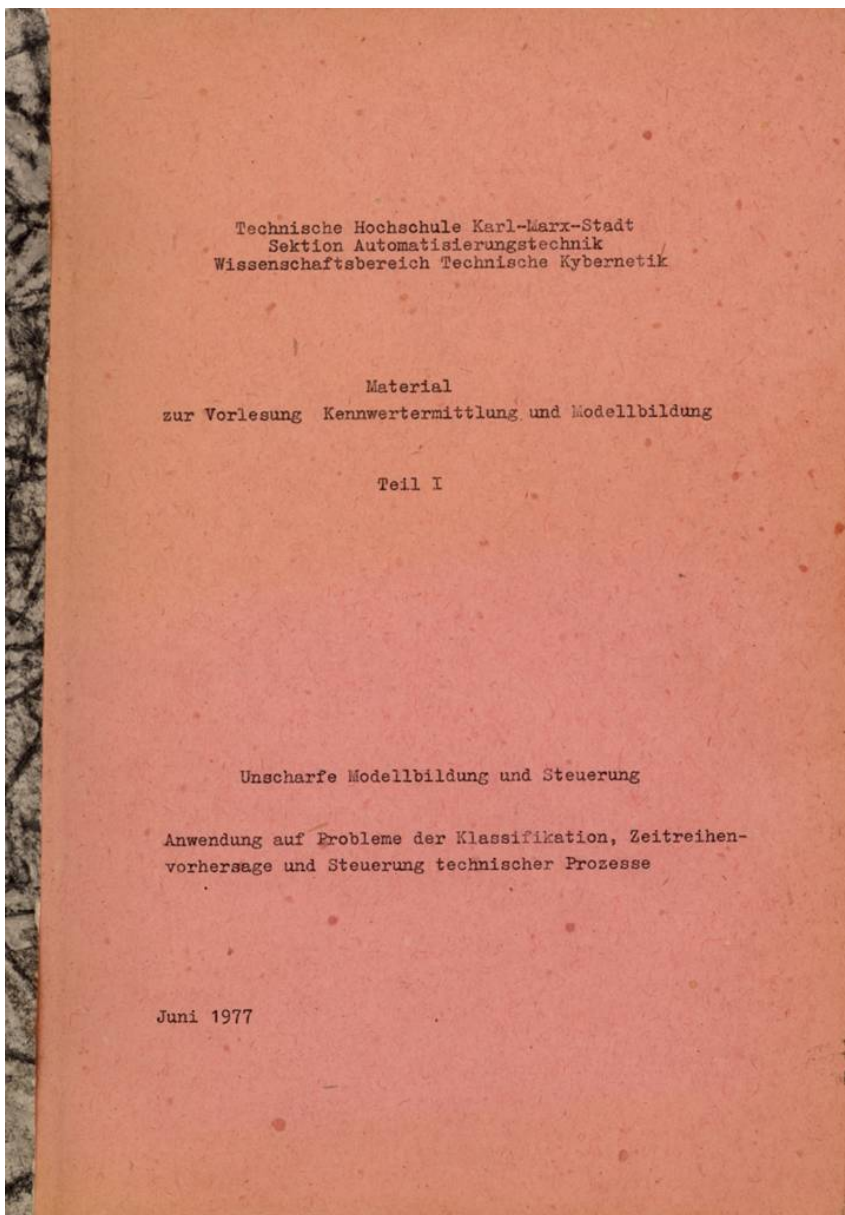 Technische Hochschule Karl-Marx-Stadt
Sektion Automatisierungstechnik
Wissenschaftsbereich Technische Kybernetik
Material
zur Vorlesung Kennwertermittlung und Modellbildung
Teil I
Unscharfe Modellbildung und Steuerung
Anwendung auf Probleme der Klassifikation, Zeitreihen-
vorhersage und Steuerung technischer Prozesse
Juni 1977